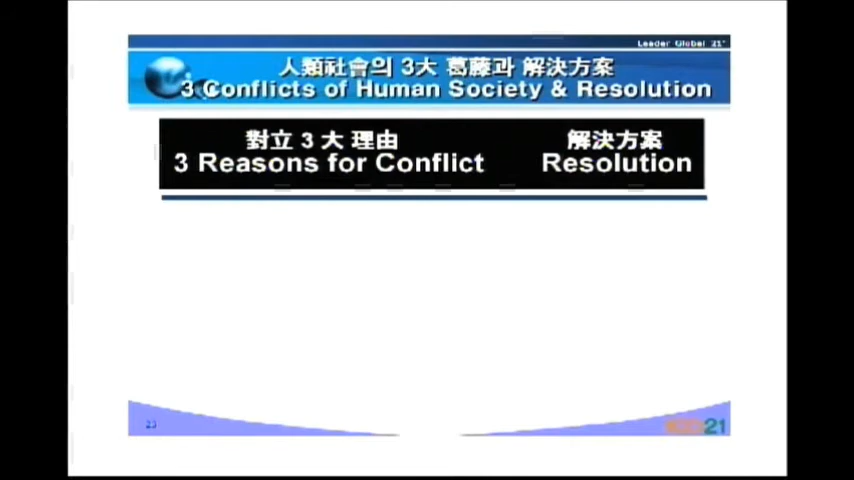 Leader Global 21"
人類社會의 3大 葛藤과 解決方案
3 Conflicts of Human Society & Resolution
對立 3 大 理由 解決方案
3 Reasons for Conflict Resolution
23
21